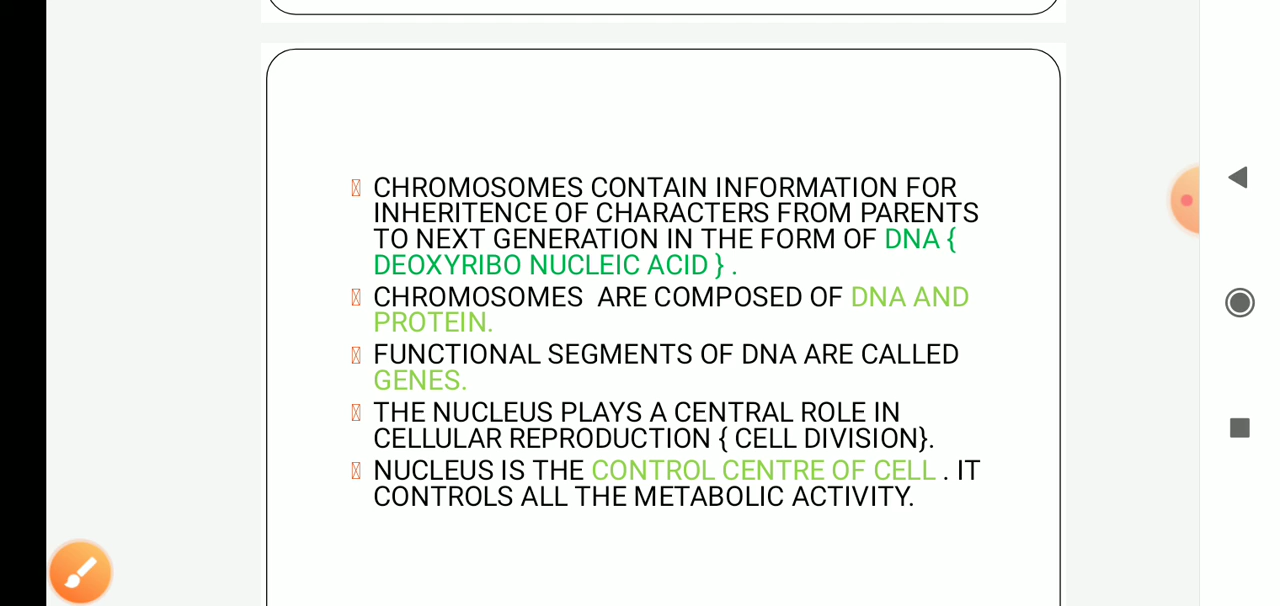 CHROMOSOMES CONTAIN INFORMATION FOR
INHERITENCE OF CHARACTERS FROM PARENTS
TO NEXT GENERATION IN THE FORM OF DNA {
DEOXYRIBO NUCLEIC ACID } .
CHROMOSOMES  ARE COMPOSED OF DNA AND
PROTEIN.
FUNCTIONAL SEGMENTS OF DNA ARE CALLED
GENES.
THE NUCLEUS PLAYS A CENTRAL ROLE IN
CELLULAR REPRODUCTION { CELL DIVISION}.
NUCLEUS IS THE CONTROL CENTRE OF CELL . IT
CONTROLS ALL THE METABOLIC ACTIVITY.